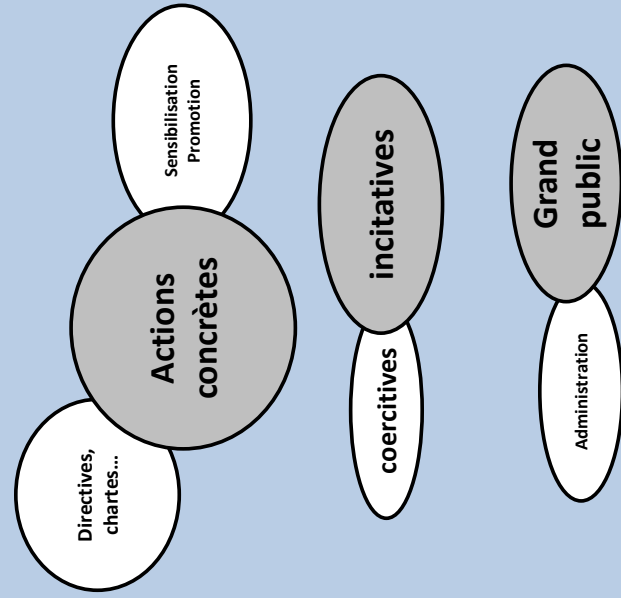 Directives,
chartes...
Actions
concrètes
Sensibilisation
Promotion
coercitives
incitatives
Administration
Grand
public